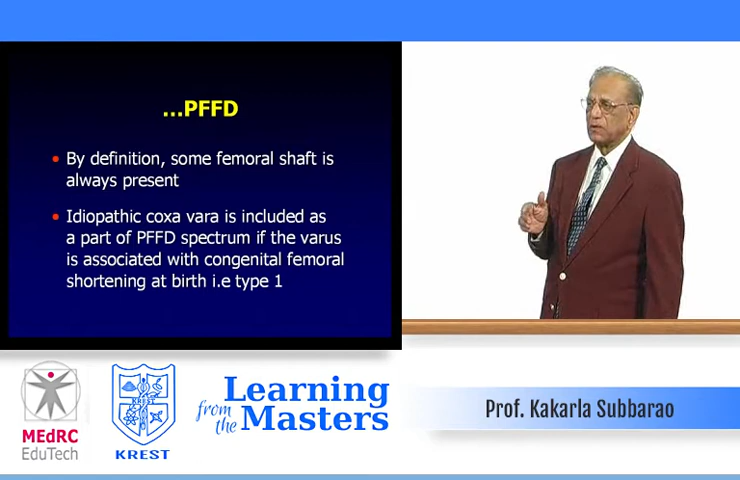 ...PFFD
• By definition, some femoral shaft is
always present
• Idiopathic coxa vara is included as
a part of PFFD spectrum if the varus
is associated with congenital femoral
shortening at birth i.e type 1
MEdRC
EduTech
KREST
KREST
Learning
from the
Masters
Prof. Kakarla Subbarao